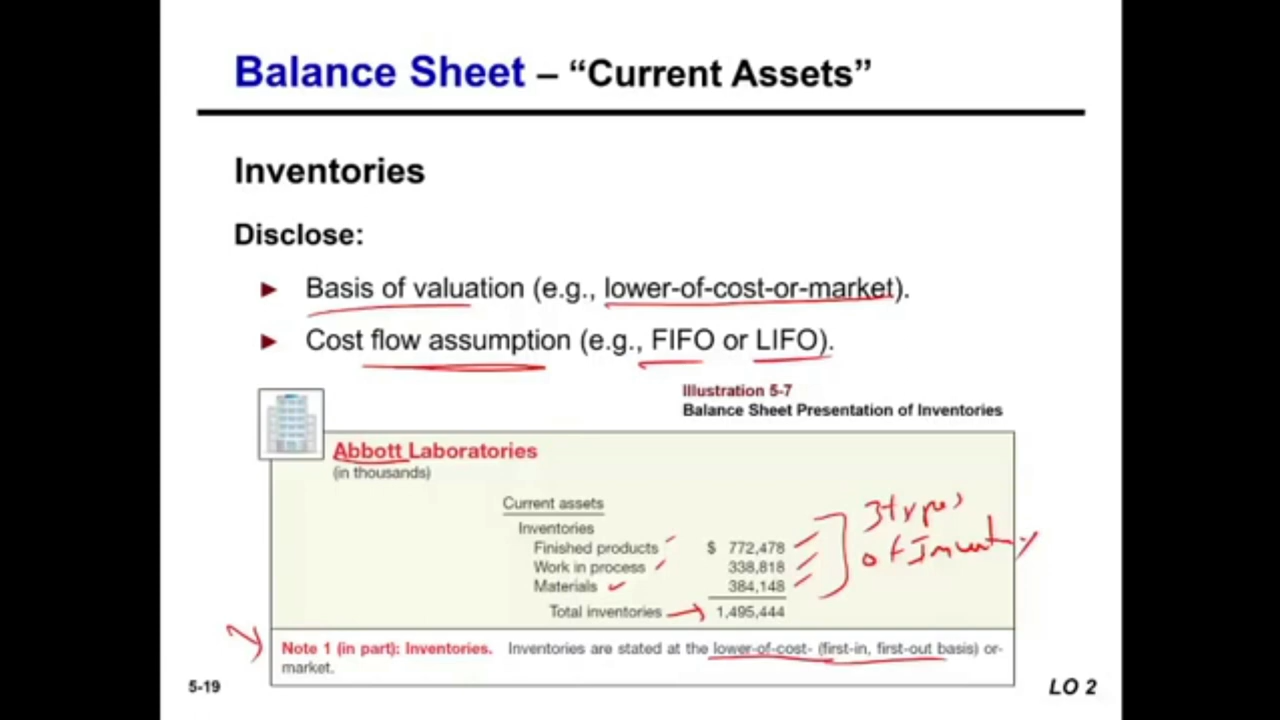 Balance Sheet – “Current Assets”
Inventories
Disclose:
► Basis of valuation (e.g., lower-of-cost-or-market).
► Cost flow assumption (e.g., FIFO or LIFO).
Illustration 5-7
Balance Sheet Presentation of Inventories
Abbott Laboratories
(in thousands)
Current assets
Inventories
Finished products $ 772,478
Work in process 338,818
Materials 384,148
Total inventories 1,495,444
3 types
of Inventory
Note 1 (in part): Inventories. Inventories are stated at the lower-of-cost- (first-in, first-out basis) or-
market.
5-19
LO 2